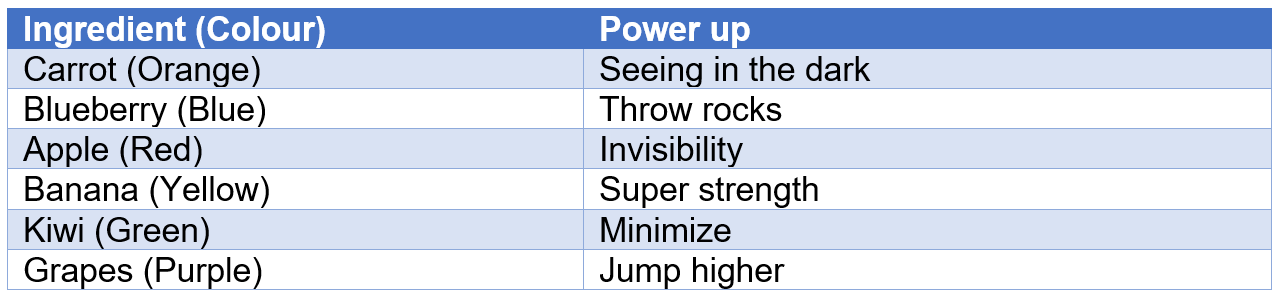 Ingredient (Colour) Power up
Carrot (Orange) Seeing in the dark
Blueberry (Blue) Throw rocks
Apple (Red) Invisibility
Banana (Yellow) Super strength
Kiwi (Green) Minimize
Grapes (Purple) Jump higher